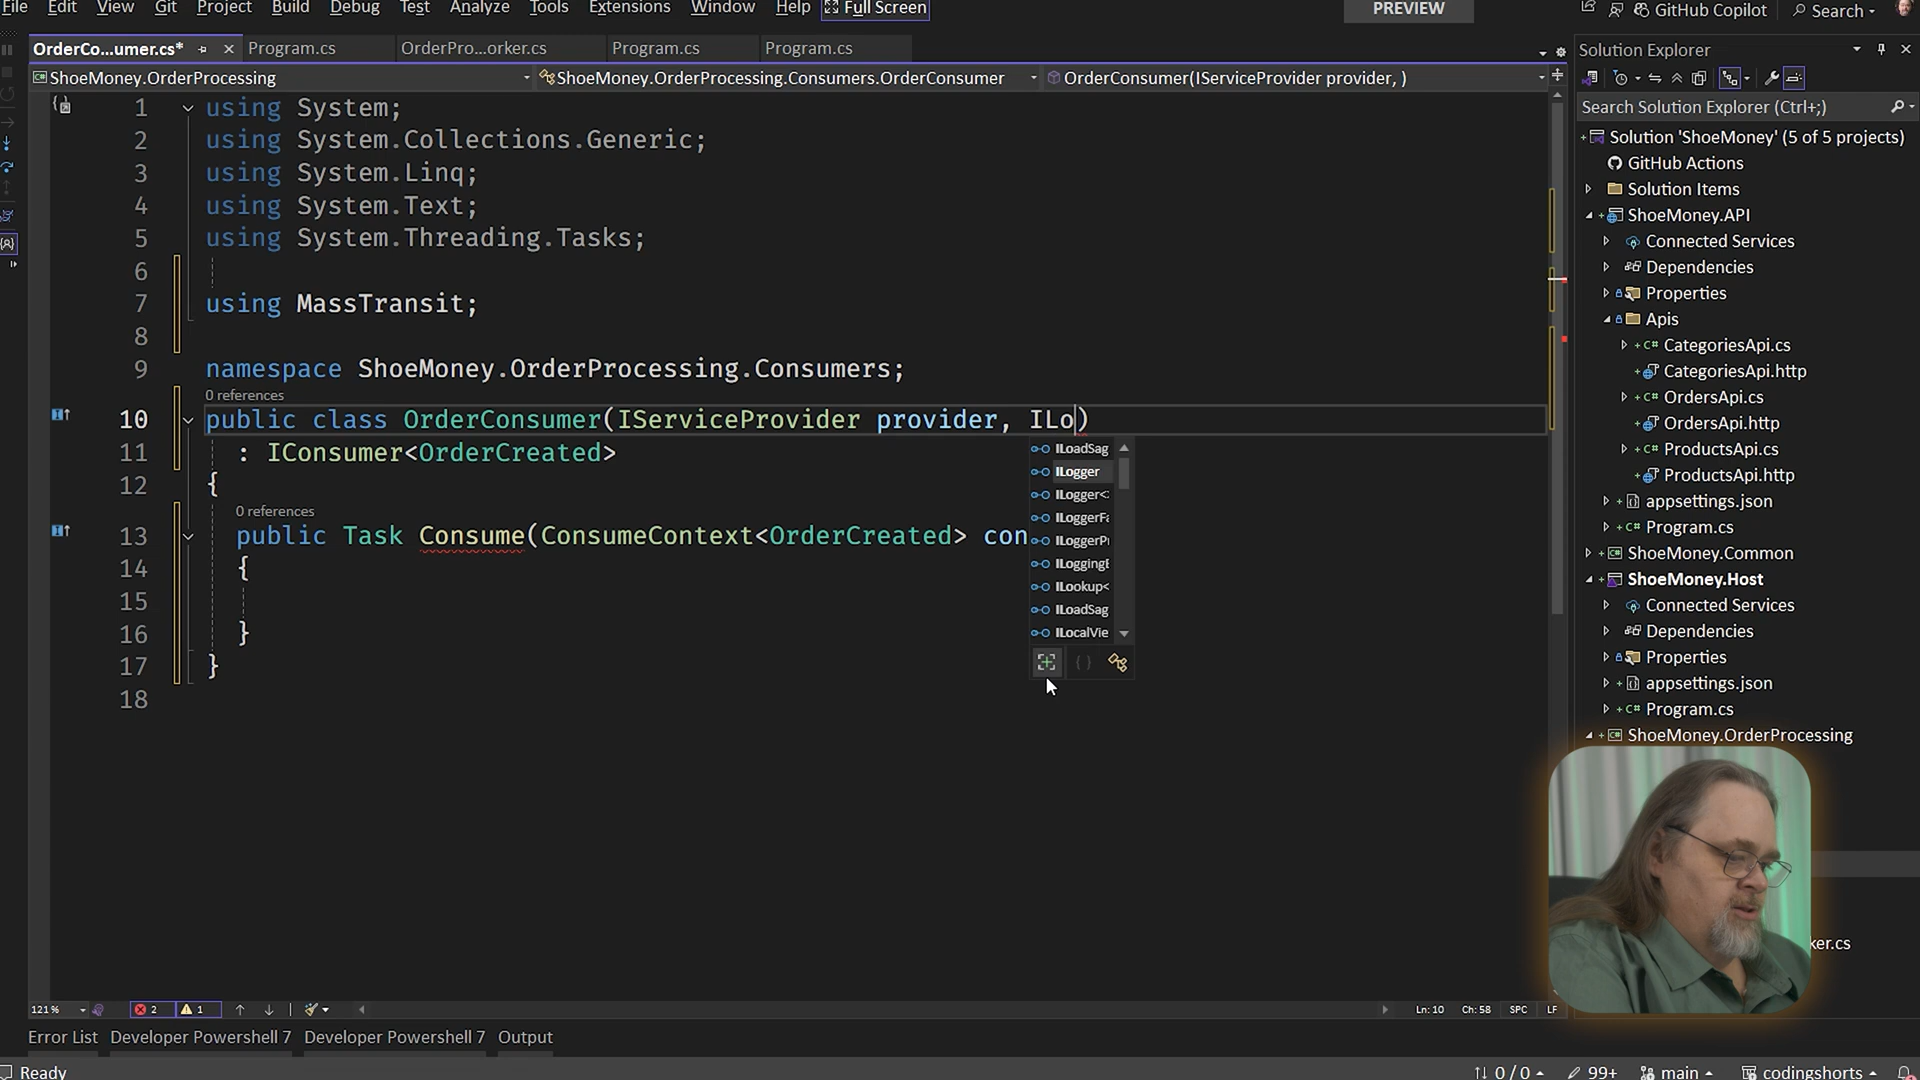 File Edit View Git Project Build Debug Test Analyze Tools Extensions Window Help Full Screen PREVIEW GitHub Copilot Search
OrderCo...umer.cs* Program.cs OrderPro...orker.cs Program.cs Program.cs
ShoeMoney.OrderProcessing ShoeMoney.OrderProcessing.Consumers.OrderConsumer OrderConsumer(IServiceProvider provider, )
1 using System;
2 using System.Collections.Generic;
3 using System.Linq;
4 using System.Text;
5 using System.Threading.Tasks;
6
7 using MassTransit;
8
9 namespace ShoeMoney.OrderProcessing.Consumers;
0 references
10 public class OrderConsumer(IServiceProvider provider, ILo)
11 : IConsumer<OrderCreated>
12 {
0 references
13 public Task Consume(ConsumeContext<OrderCreated> con
14 {
15
16 }
17 }
18
ILoadSag
ILogger
ILogger<
ILoggerFa
ILoggerPr
ILoggingB
ILookup<
ILoadSag
ILocalVie
Solution Explorer
Search Solution Explorer (Ctrl+;)
Solution 'ShoeMoney' (5 of 5 projects)
GitHub Actions
Solution Items
ShoeMoney.API
Connected Services
Dependencies
Properties
Apis
C# CategoriesApi.cs
CategoriesApi.http
C# OrdersApi.cs
OrdersApi.http
C# ProductsApi.cs
ProductsApi.http
appsettings.json
C# Program.cs
ShoeMoney.Common
ShoeMoney.Host
Connected Services
Dependencies
Properties
appsettings.json
C# Program.cs
ShoeMoney.OrderProcessing
ker.cs
121 % 2 1 Ln: 10 Ch: 58 SPC LF
Error List Developer Powershell 7 Developer Powershell 7 Output
Ready 0 / 0 99+ main codingshorts